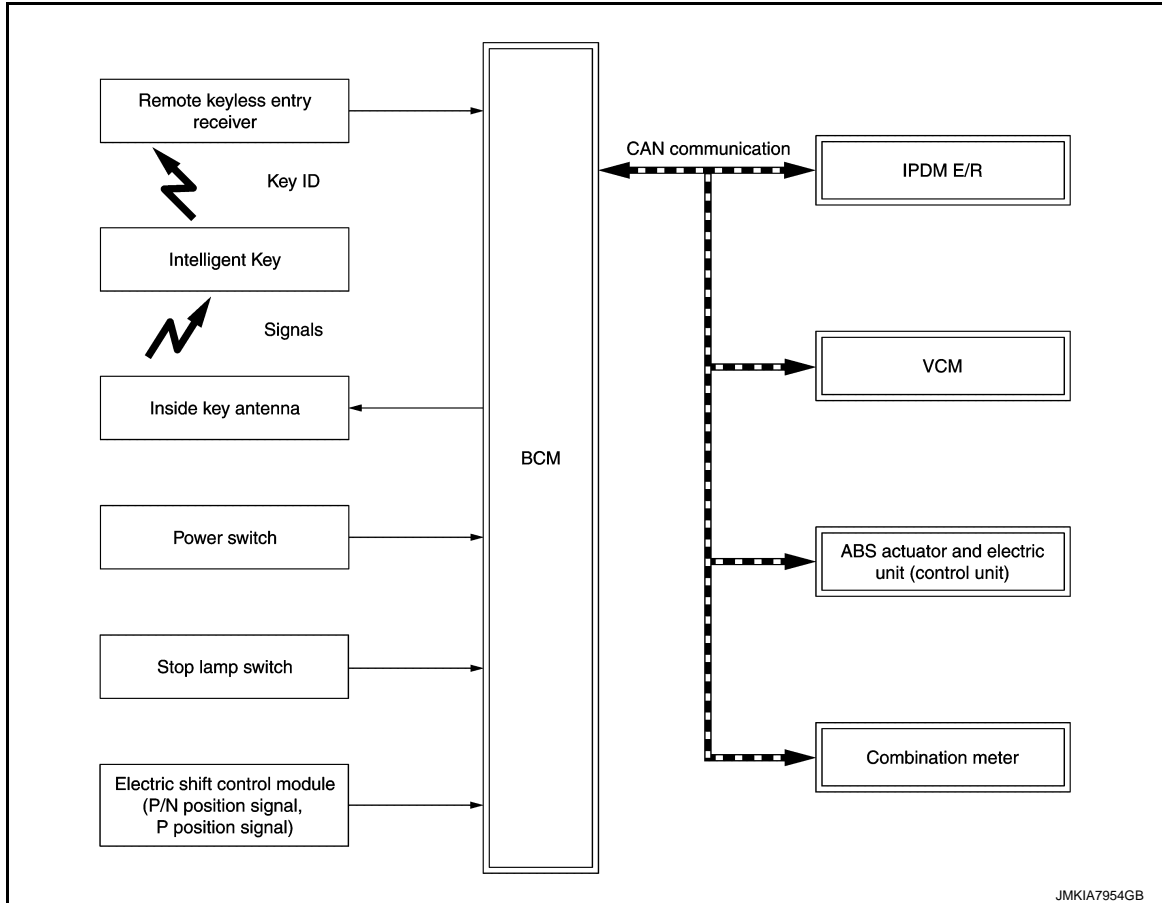 Remote keyless entry
receiver
Key ID
Intelligent Key
Signals
Inside key antenna
Power switch
Stop lamp switch
Electric shift control module
(P/N position signal,
P position signal)
BCM
CAN communication
IPDM E/R
VCM
ABS actuator and electric
unit (control unit)
Combination meter
JMKIA7954GB